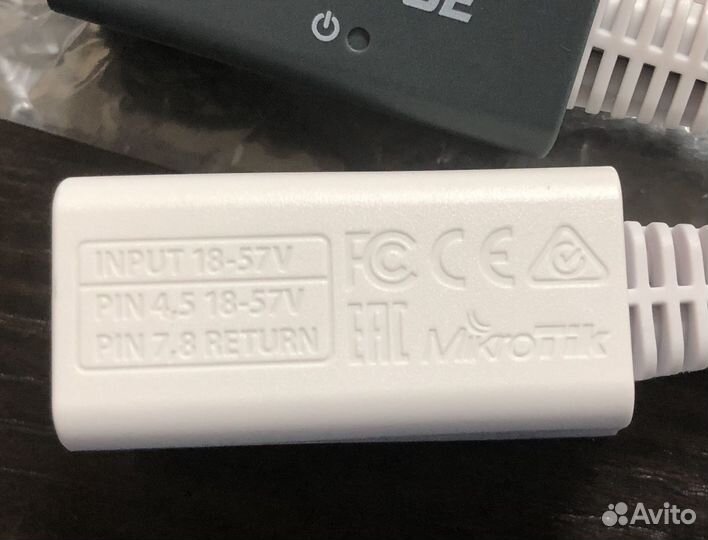 INPUT 18-57V
PIN 4,5 18-57V
PIN 7.8 RETURN
FC CE
EAC MikroTik
Avito